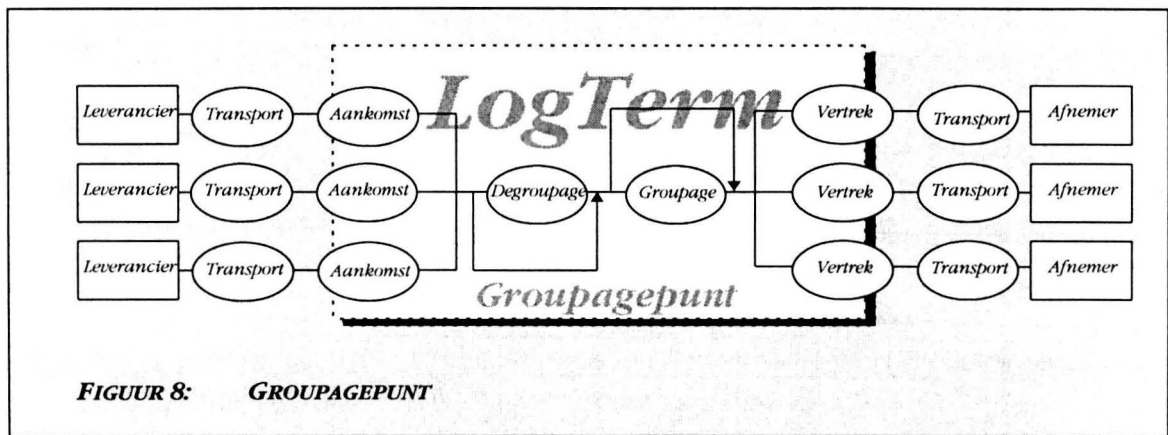 LogTerm
Leverancier Transport Aankomst Vertrek Transport Afnemer
Leverancier Transport Aankomst Degroupage Groupage Vertrek Transport Afnemer
Leverancier Transport Aankomst Vertrek Transport Afnemer
Groupagepunt
FIGUUR 8: GROUPAGEPUNT